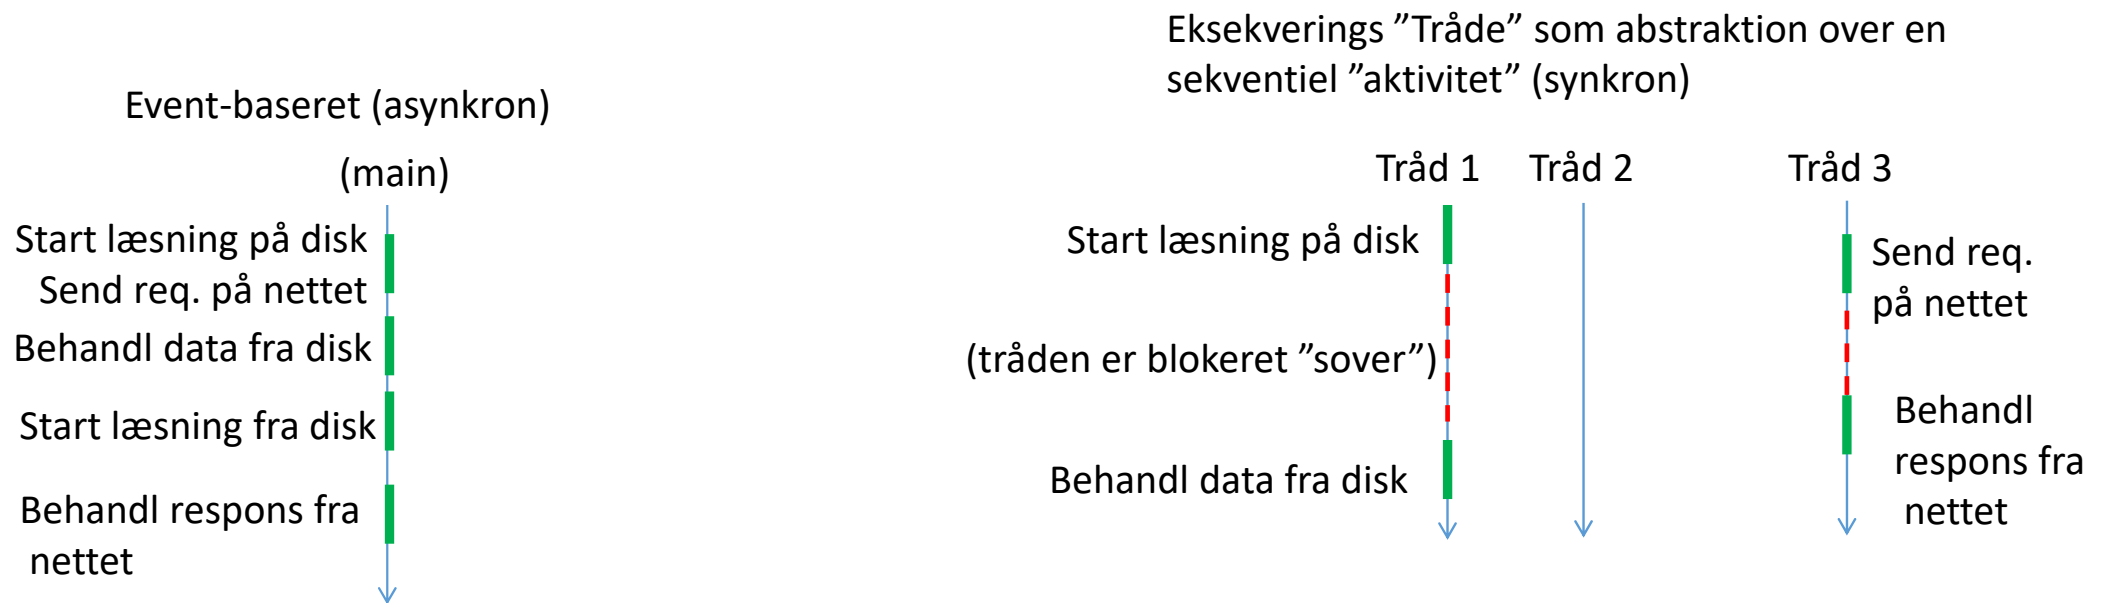 Event-baseret (asynkron)
(main)
Start læsning på disk
Send req. på nettet
Behandl data fra disk
Start læsning fra disk
Behandl respons fra
nettet
Eksekverings ”Tråde” som abstraktion over en
sekventiel ”aktivitet” (synkron)
Tråd 1
Tråd 2
Tråd 3
Start læsning på disk
(tråden er blokeret ”sover”)
Behandl data fra disk
Send req.
på nettet
Behandl
respons fra
nettet